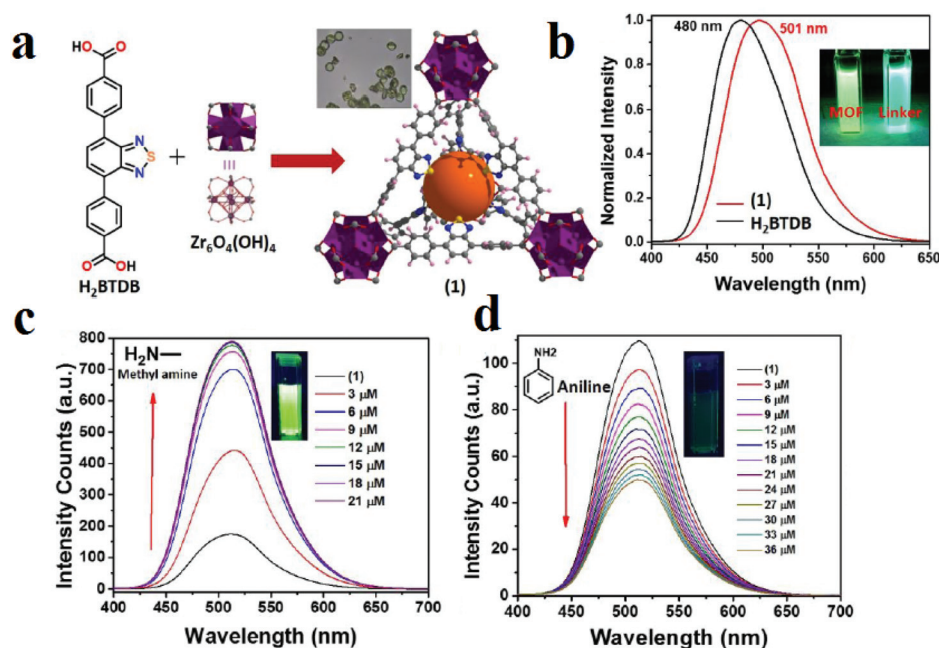 a
HO
O
N
S
N
O
OH
H₂BTDB
+
III
Zr₆O₄(OH)₄
(1)
b
480 nm
501 nm
MOF
Linker
(1)
H₂BTDB
Normalized Intensity
1.0
0.8
0.6
0.4
0.2
0.0
400 450 500 550 600 650
Wavelength (nm)
c
H₂N—
Methyl amine
(1)
3 μM
6 μM
9 μM
12 μM
15 μM
18 μM
21 μM
Intensity Counts (a.u.)
800
700
600
500
400
300
200
100
0
400 450 500 550 600 650 700
Wavelength (nm)
d
NH2
Aniline
(1)
3 μM
6 μM
9 μM
12 μM
15 μM
18 μM
21 μM
24 μM
27 μM
30 μM
33 μM
36 μM
Intensity Counts (a.u.)
100
80
60
40
20
0
400 450 500 550 600 650 700
Wavelength (nm)